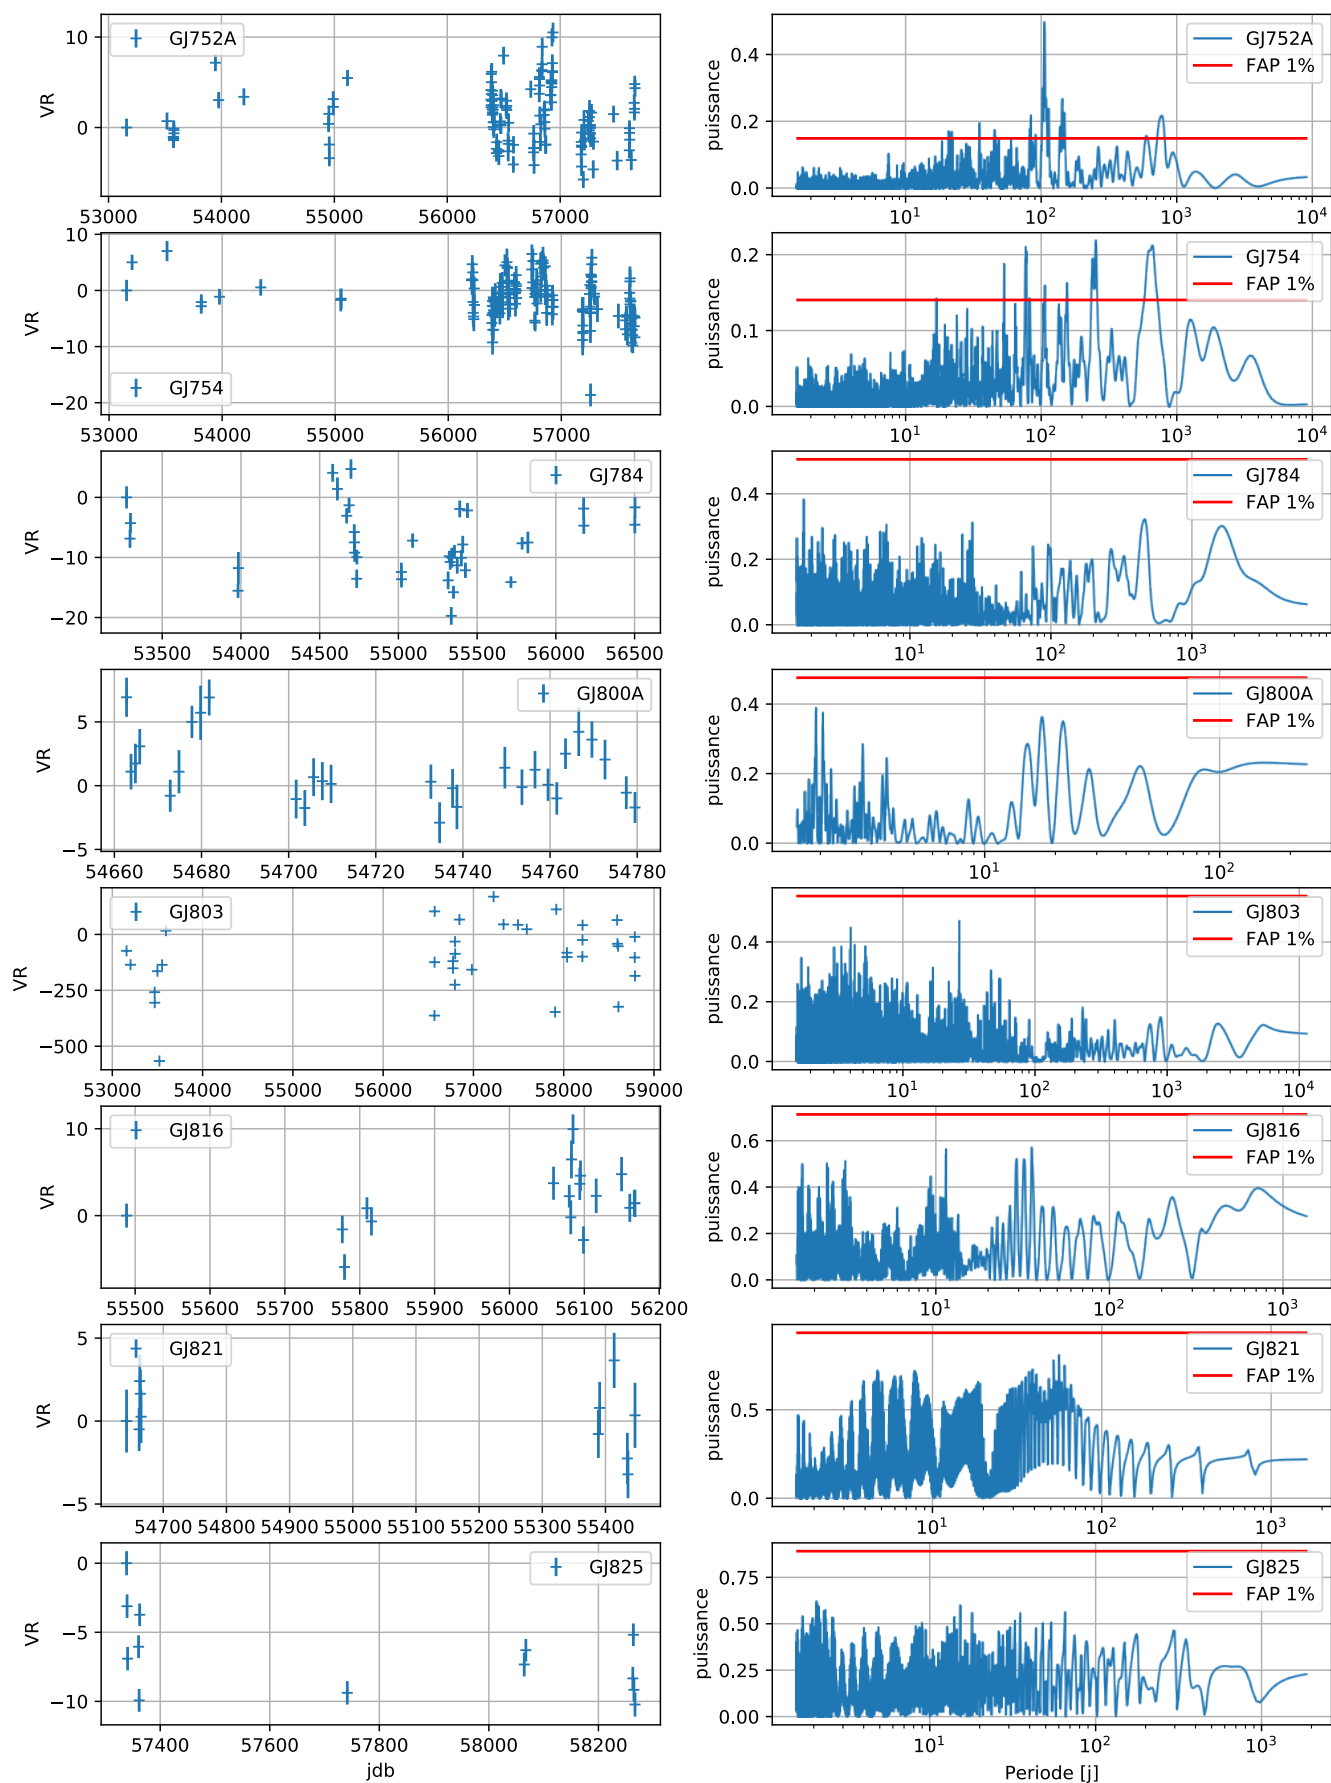 GJ752A
VR
10
0
53000 54000 55000 56000 57000
GJ752A
FAP 1%
puissance
0.4
0.2
0.0
10¹ 10² 10³ 10⁴
GJ754
VR
10
0
−10
−20
53000 54000 55000 56000 57000
GJ754
FAP 1%
puissance
0.2
0.1
0.0
10¹ 10² 10³ 10⁴
GJ784
VR
0
−10
−20
53500 54000 54500 55000 55500 56000 56500
GJ784
FAP 1%
puissance
0.4
0.2
0.0
10¹ 10² 10³
GJ800A
VR
5
0
−5
54660 54680 54700 54720 54740 54760 54780
GJ800A
FAP 1%
puissance
0.4
0.2
0.0
10¹ 10²
GJ803
VR
0
−250
−500
53000 54000 55000 56000 57000 58000 59000
GJ803
FAP 1%
puissance
0.4
0.2
0.0
10¹ 10² 10³ 10⁴
GJ816
VR
10
0
55500 55600 55700 55800 55900 56000 56100 56200
GJ816
FAP 1%
puissance
0.6
0.4
0.2
0.0
10¹ 10² 10³
GJ821
VR
5
0
−5
54700 54800 54900 55000 55100 55200 55300 55400
GJ821
FAP 1%
puissance
0.5
0.0
10¹ 10² 10³
GJ825
VR
0
−5
−10
57400 57600 57800 58000 58200
jdb
GJ825
FAP 1%
puissance
0.75
0.50
0.25
0.00
10¹ 10² 10³
Periode [j]